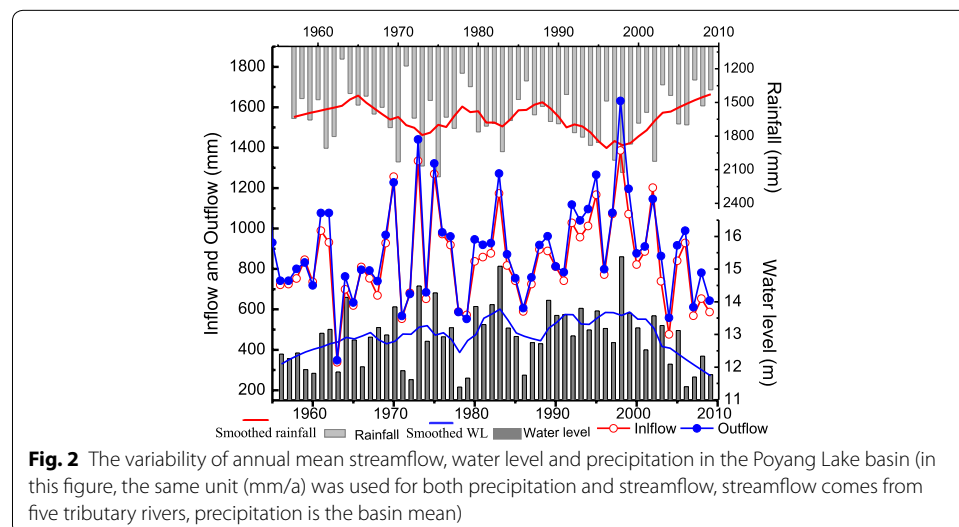 1960 1970 1980 1990 2000 2010
1800
1600
1400
1200
1000
800
600
400
200
Inflow and Outflow (mm)
1200
1500
1800
2100
2400
Rainfall (mm)
16
15
14
13
12
11
Water level (m)
1960 1970 1980 1990 2000 2010
Smoothed rainfall Rainfall Smoothed WL Water level Inlflow Outflow
Fig. 2 The variability of annual mean streamflow, water level and precipitation in the Poyang Lake basin (in
this figure, the same unit (mm/a) was used for both precipitation and streamflow, streamflow comes from
five tributary rivers, precipitation is the basin mean)